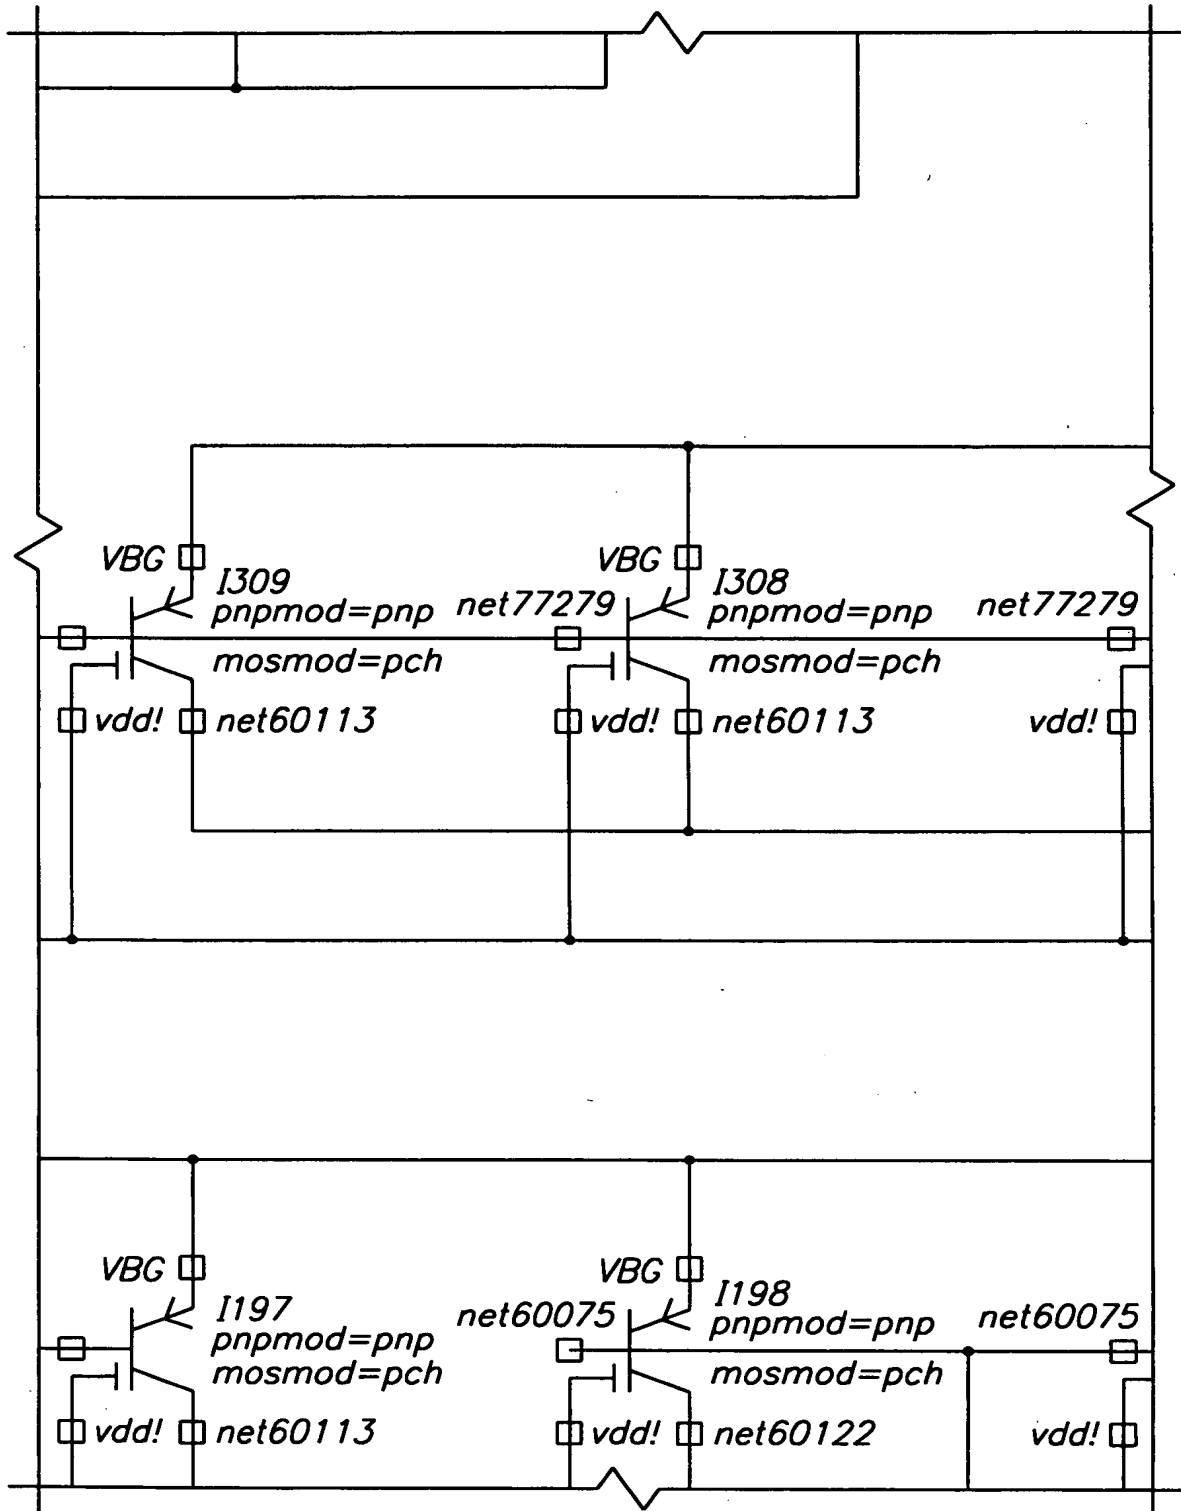 VBG
I309
pnpmod=pnp
mosmod=pch
vdd!
net60113
net77279
VBG
I308
pnpmod=pnp
mosmod=pch
vdd!
net60113
net77279
vdd!
VBG
I197
pnpmod=pnp
mosmod=pch
vdd!
net60113
net60075
VBG
I198
pnpmod=pnp
mosmod=pch
vdd!
net60122
net60075
vdd!